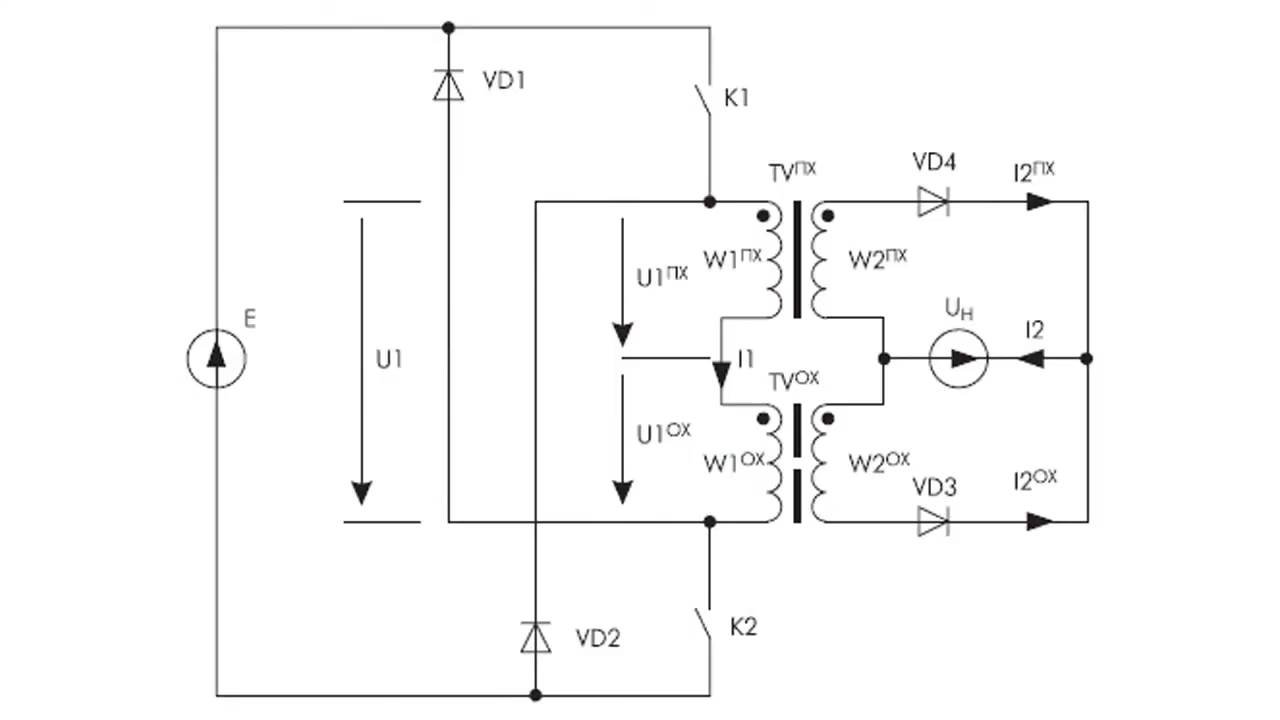 VD1
K1
TVПХ
VD4
I2ПХ
W1ПХ
W2ПХ
U1ПХ
E
UН
I2
U1
I1
TVОХ
U1ОХ
W1ОХ
W2ОХ
VD3
I2ОХ
VD2
K2